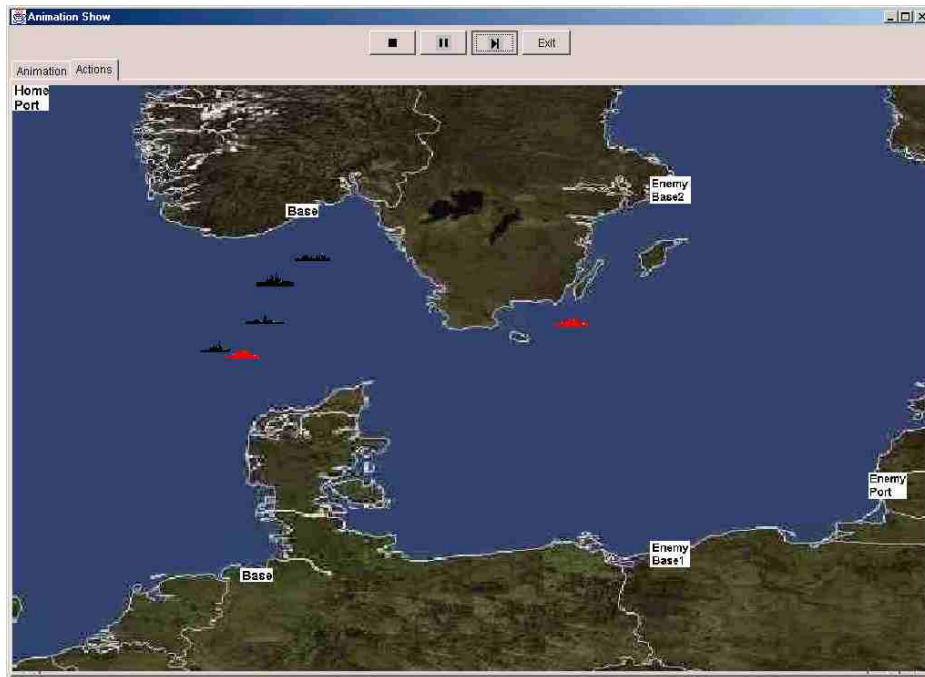 Animation Show
Exit
Animation
Actions
Home
Port
Enemy
Base2
Base
Enemy
Port
Enemy
Base1
Base